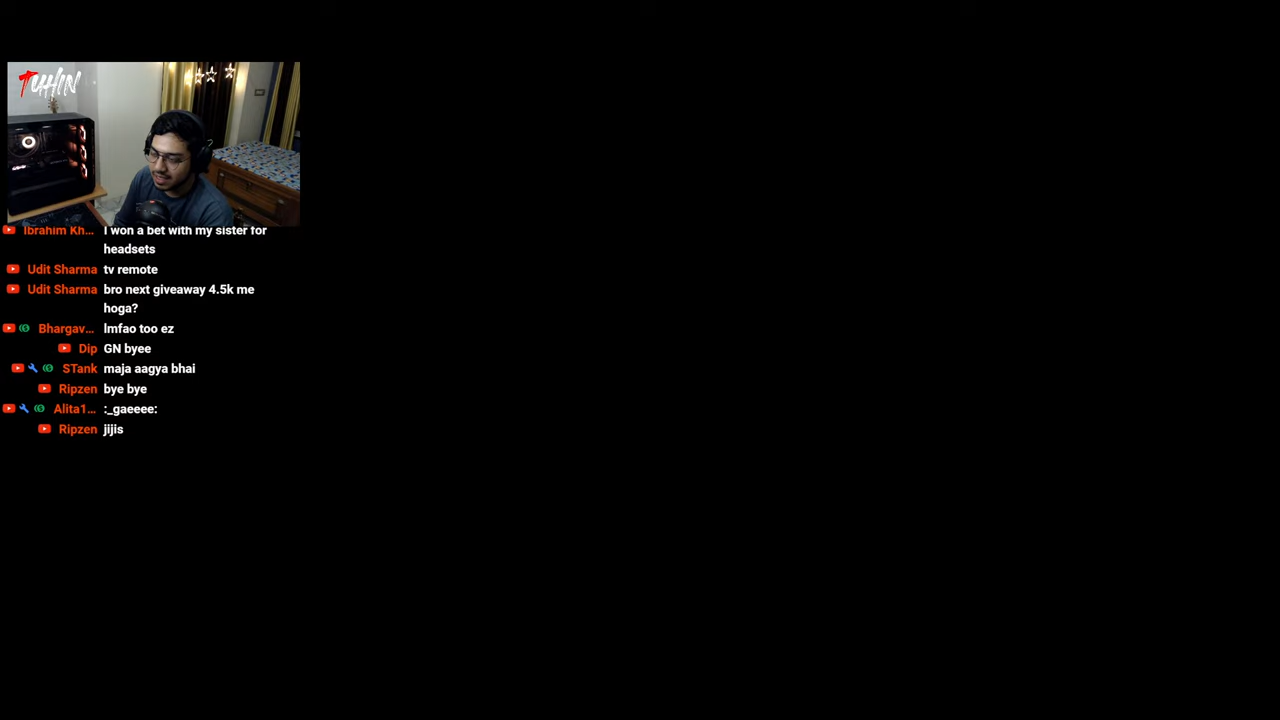 TUHIN
Ibrahim Kh... I won a bet with my sister for
headsets
Udit Sharma tv remote
Udit Sharma bro next giveaway 4.5k me
hoga?
Bhargav... lmfao too ez
Dip GN byee
STank maja aagya bhai
Ripzen bye bye
Alita1... :_gaeeee:
Ripzen jijis